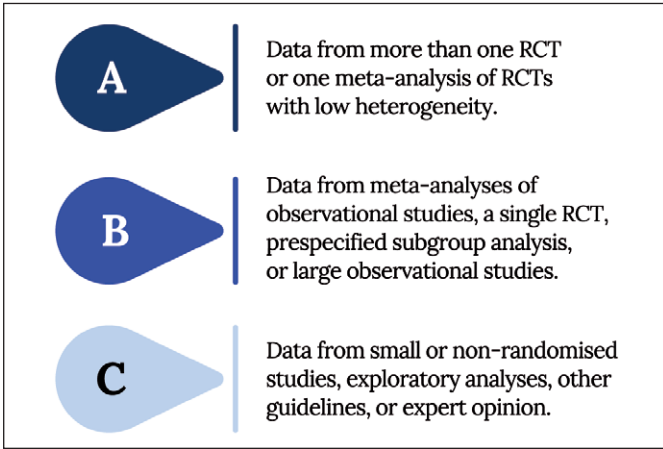 A
Data from more than one RCT
or one meta-analysis of RCTs
with low heterogeneity.
B
Data from meta-analyses of
observational studies, a single RCT,
prespecified subgroup analysis,
or large observational studies.
C
Data from small or non-randomised
studies, exploratory analyses, other
guidelines, or expert opinion.